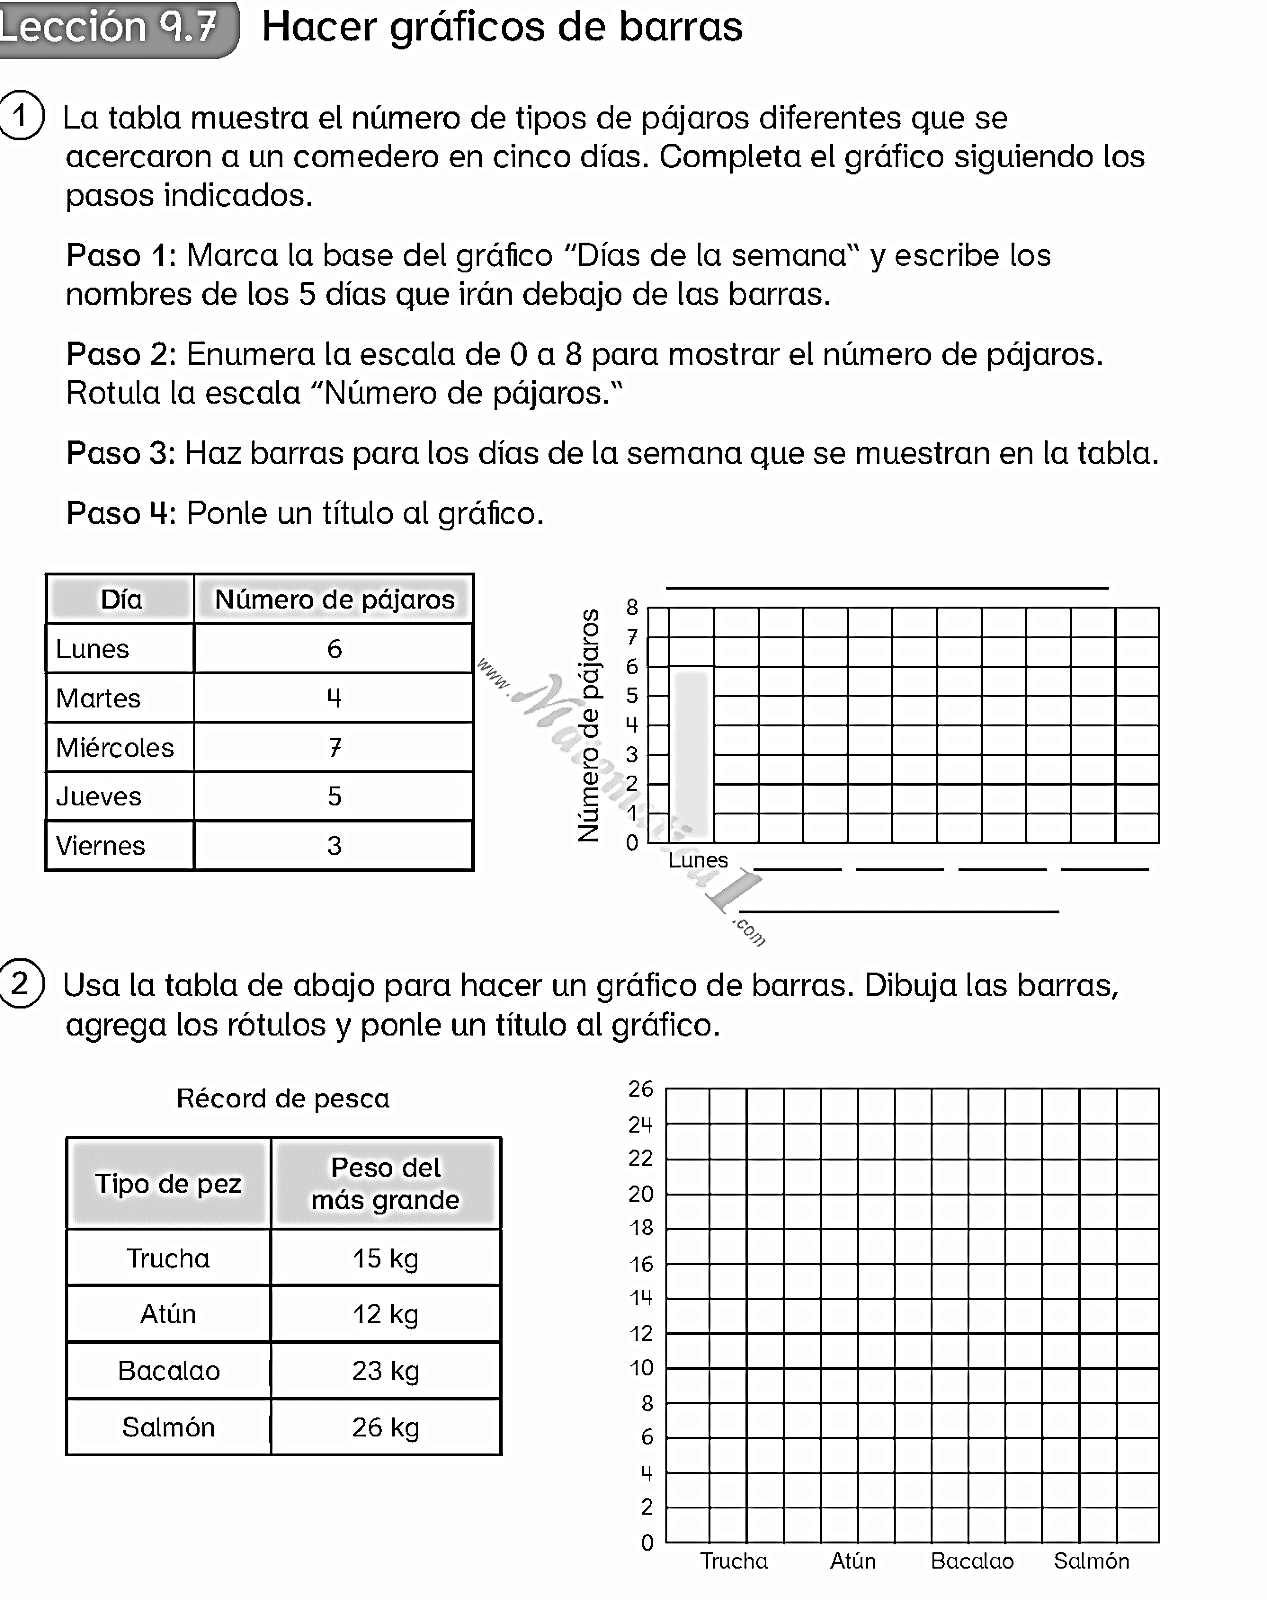 Lección 9.7 Hacer gráficos de barras
1 La tabla muestra el número de tipos de pájaros diferentes que se
acercaron a un comedero en cinco días. Completa el gráfico siguiendo los
pasos indicados.
Paso 1: Marca la base del gráfico “Días de la semana“ y escribe los
nombres de los 5 días que irán debajo de las barras.
Paso 2: Enumera la escala de 0 a 8 para mostrar el número de pájaros.
Rotula la escala “Número de pájaros.“
Paso 3: Haz barras para los días de la semana que se muestran en la tabla.
Paso 4: Ponle un título al gráfico.
Día Número de pájaros
Lunes 6
Martes 4
Miércoles 7
Jueves 5
Viernes 3
Número de pájaros
8
7
6
5
4
3
2
1
0
Lunes
www.Matematica1.com
2 Usa la tabla de abajo para hacer un gráfico de barras. Dibuja las barras,
agrega los rótulos y ponle un título al gráfico.
Récord de pesca
Tipo de pez Peso del
más grande
Trucha 15 kg
Atún 12 kg
Bacalao 23 kg
Salmón 26 kg
26
24
22
20
18
16
14
12
10
8
6
4
2
0
Trucha Atún Bacalao Salmón